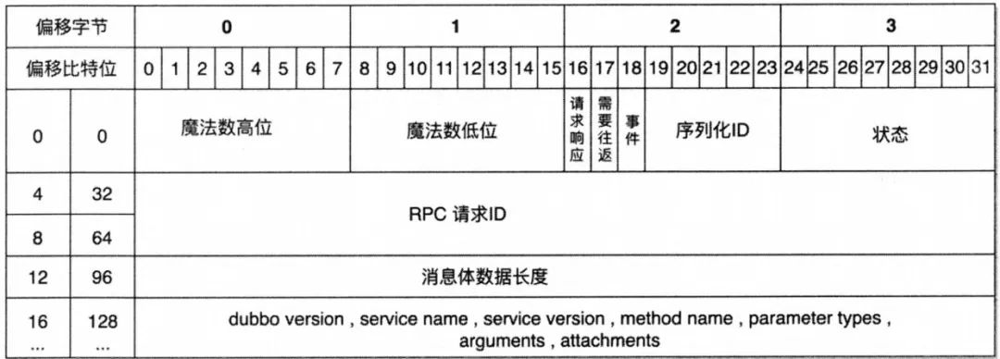 偏移字节 0 1 2 3
偏移比特位 0 1 2 3 4 5 6 7 8 9 10 11 12 13 14 15 16 17 18 19 20 21 22 23 24 25 26 27 28 29 30 31
0 0 魔法数高位 魔法数低位 请求响应 需要往返 事件 序列化ID 状态
4 32
RPC 请求ID
8 64
12 96 消息体数据长度
16 128 dubbo version , service name , service version , method name , parameter types ,
... ... arguments , attachments